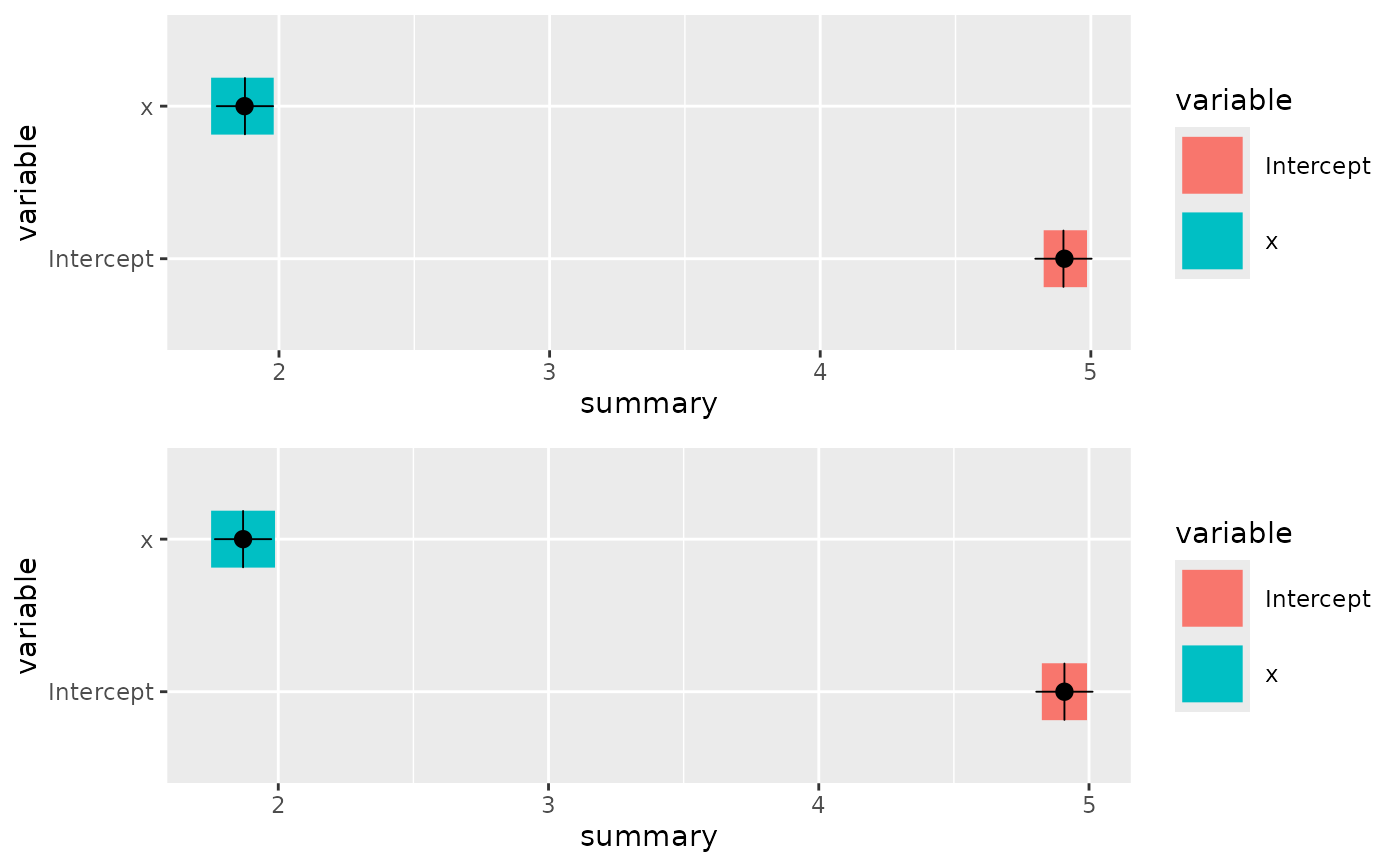 variable
x
Intercept
2 3 4 5
summary
variable
Intercept
x
variable
x
Intercept
2 3 4 5
summary
variable
Intercept
x